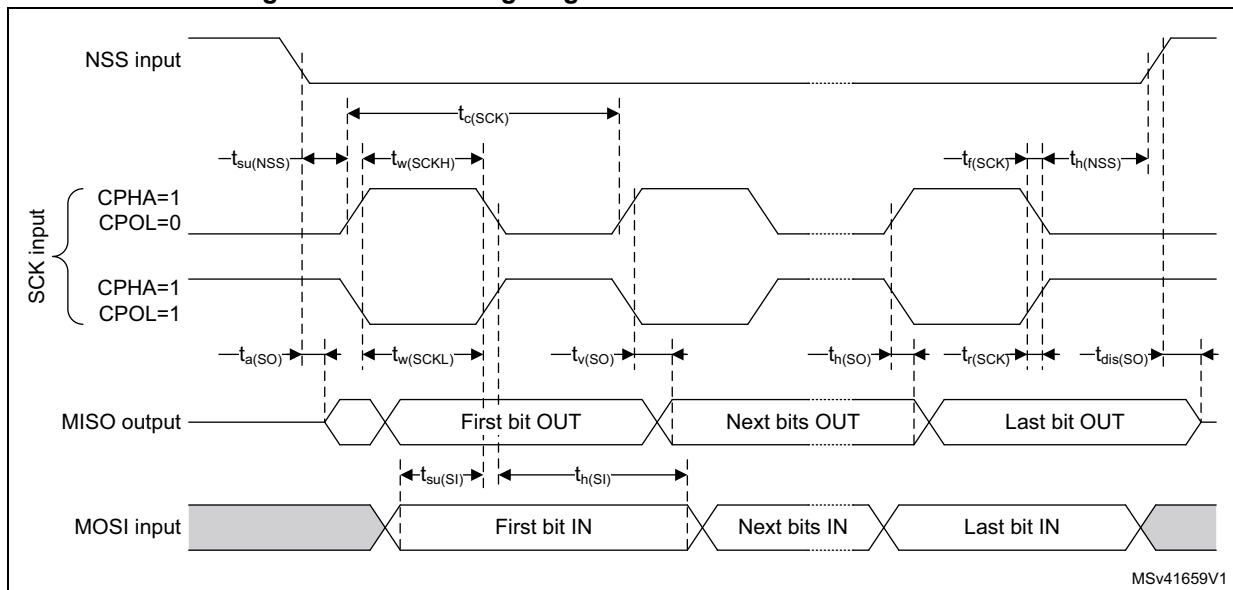 NSS input
tc(SCK)
tsu(NSS) tw(SCKH) tf(SCK) th(NSS)
SCK input
CPHA=1
CPOL=0
CPHA=1
CPOL=1
ta(SO) tw(SCKL) tv(SO) th(SO) tr(SCK) tdis(SO)
MISO output First bit OUT Next bits OUT Last bit OUT
tsu(SI) th(SI)
MOSI input First bit IN Next bits IN Last bit IN
MSv41659V1